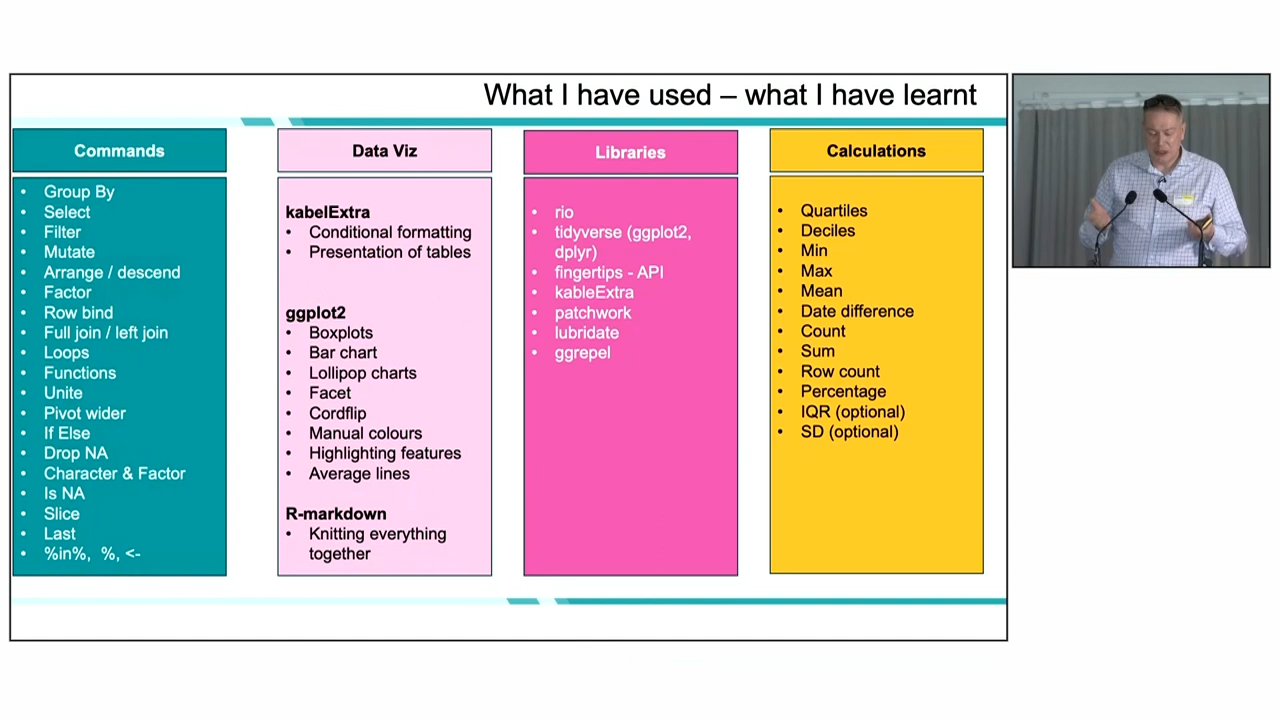 What I have used – what I have learnt
Commands
Group By
Select
Filter
Mutate
Arrange / descend
Factor
Row bind
Full join / left join
Loops
Functions
Unite
Pivot wider
If Else
Drop NA
Character & Factor
Is NA
Slice
Last
%in%, %, <-
Data Viz
kabelExtra
Conditional formatting
Presentation of tables
ggplot2
Boxplots
Bar chart
Lollipop charts
Facet
Cordflip
Manual colours
Highlighting features
Average lines
R-markdown
Knitting everything
together
Libraries
rio
tidyverse (ggplot2,
dplyr)
fingertips - API
kableExtra
patchwork
lubridate
ggrepel
Calculations
Quartiles
Deciles
Min
Max
Mean
Date difference
Count
Sum
Row count
Percentage
IQR (optional)
SD (optional)